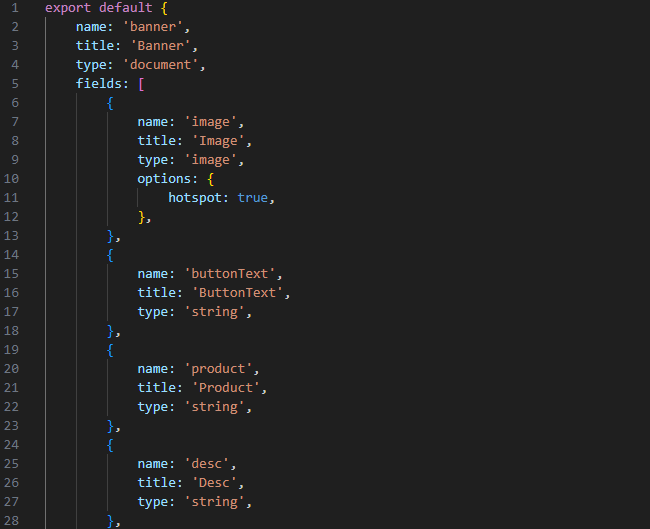 1 export default {
2     name: 'banner',
3     title: 'Banner',
4     type: 'document',
5     fields: [
6         {
7             name: 'image',
8             title: 'Image',
9             type: 'image',
10             options: {
11                 hotspot: true,
12             },
13         },
14         {
15             name: 'buttonText',
16             title: 'ButtonText',
17             type: 'string',
18         },
19         {
20             name: 'product',
21             title: 'Product',
22             type: 'string',
23         },
24         {
25             name: 'desc',
26             title: 'Desc',
27             type: 'string',
28         },